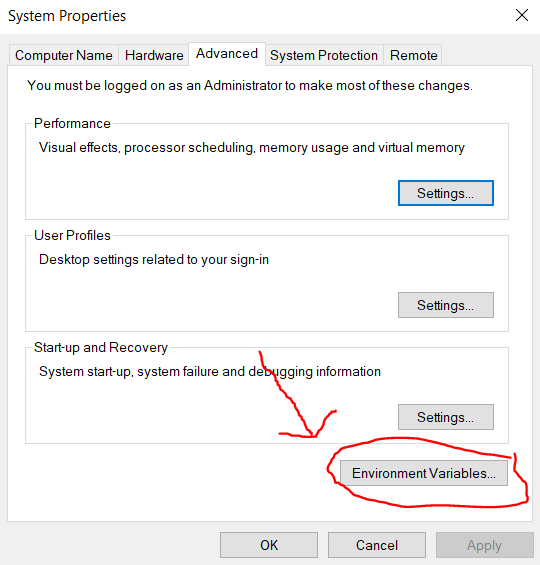 System Properties
Computer Name Hardware Advanced System Protection Remote
You must be logged on as an Administrator to make most of these changes.
Performance
Visual effects, processor scheduling, memory usage and virtual memory
Settings...
User Profiles
Desktop settings related to your sign-in
Settings...
Start-up and Recovery
System start-up, system failure and debugging information
Settings...
Environment Variables...
OK Cancel Apply